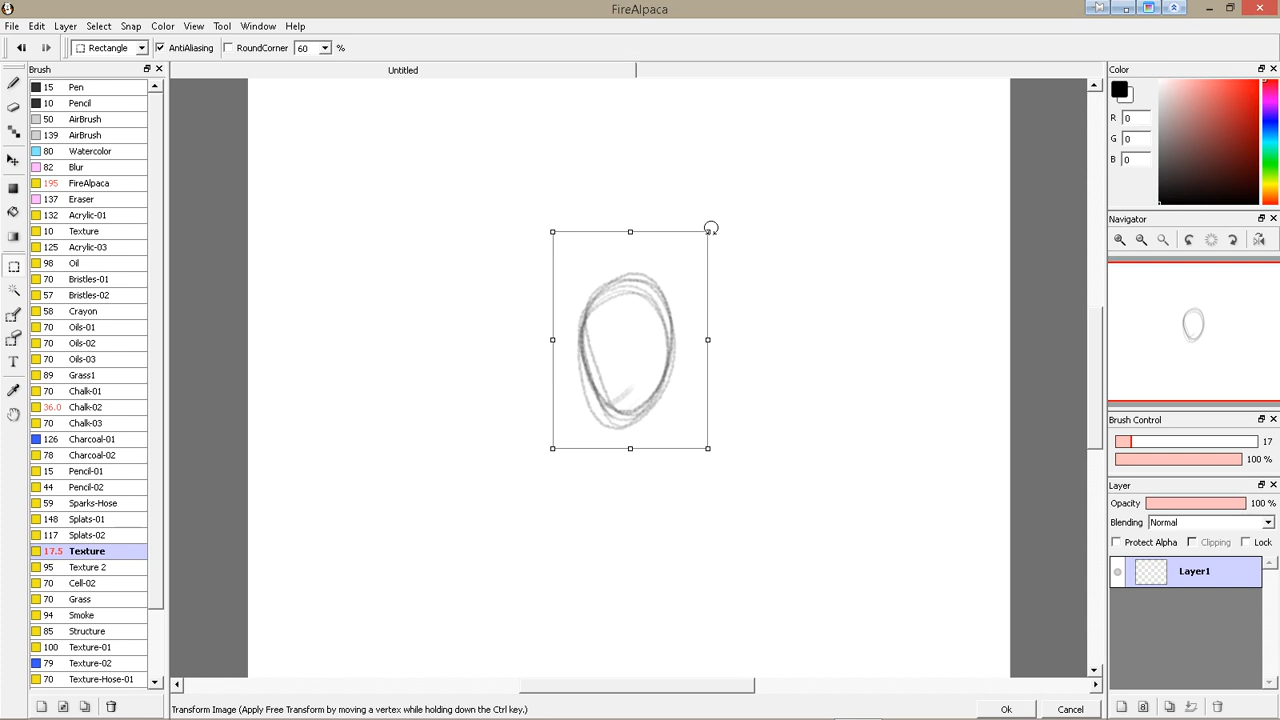 FireAlpaca
File Edit Layer Select Snap Color View Tool Window Help
Rectangle AntiAliasing RoundCorner 60 %
Brush
Untitled
Color
15 Pen
10 Pencil
50 AirBrush
139 AirBrush
80 Watercolor
82 Blur
195 FireAlpaca
137 Eraser
132 Acrylic-01
10 Texture
125 Acrylic-03
98 Oil
70 Bristles-01
57 Bristles-02
58 Crayon
70 Oils-01
70 Oils-02
70 Oils-03
89 Grass1
70 Chalk-01
36.0 Chalk-02
70 Chalk-03
126 Charcoal-01
78 Charcoal-02
15 Pencil-01
44 Pencil-02
59 Sparks-Hose
148 Splats-01
117 Splats-02
17.5 Texture
95 Texture 2
70 Cell-02
70 Grass
94 Smoke
85 Structure
100 Texture-01
79 Texture-02
70 Texture-Hose-01
R 0
G 0
B 0
Navigator
Brush Control
17
100 %
Layer
Opacity 100 %
Blending Normal
Protect Alpha Clipping Lock
Layer1
Transform Image (Apply Free Transform by moving a vertex while holding down the Ctrl key.)
Ok Cancel